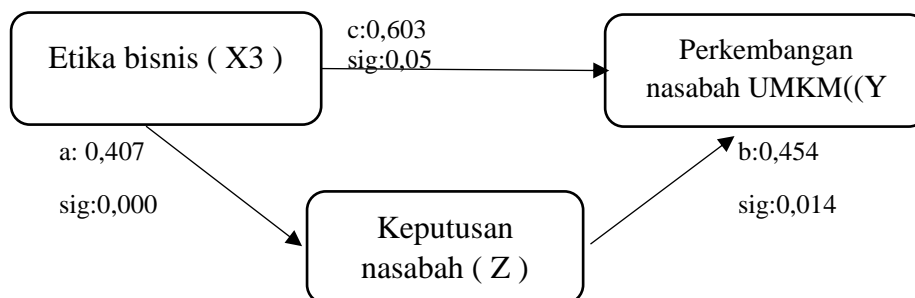 Etika bisnis ( X3 )
c:0,603
sig:0,05
Perkembangan
nasabah UMKM((Y
a: 0,407
sig:0,000
b:0,454
sig:0,014
Keputusan
nasabah ( Z )